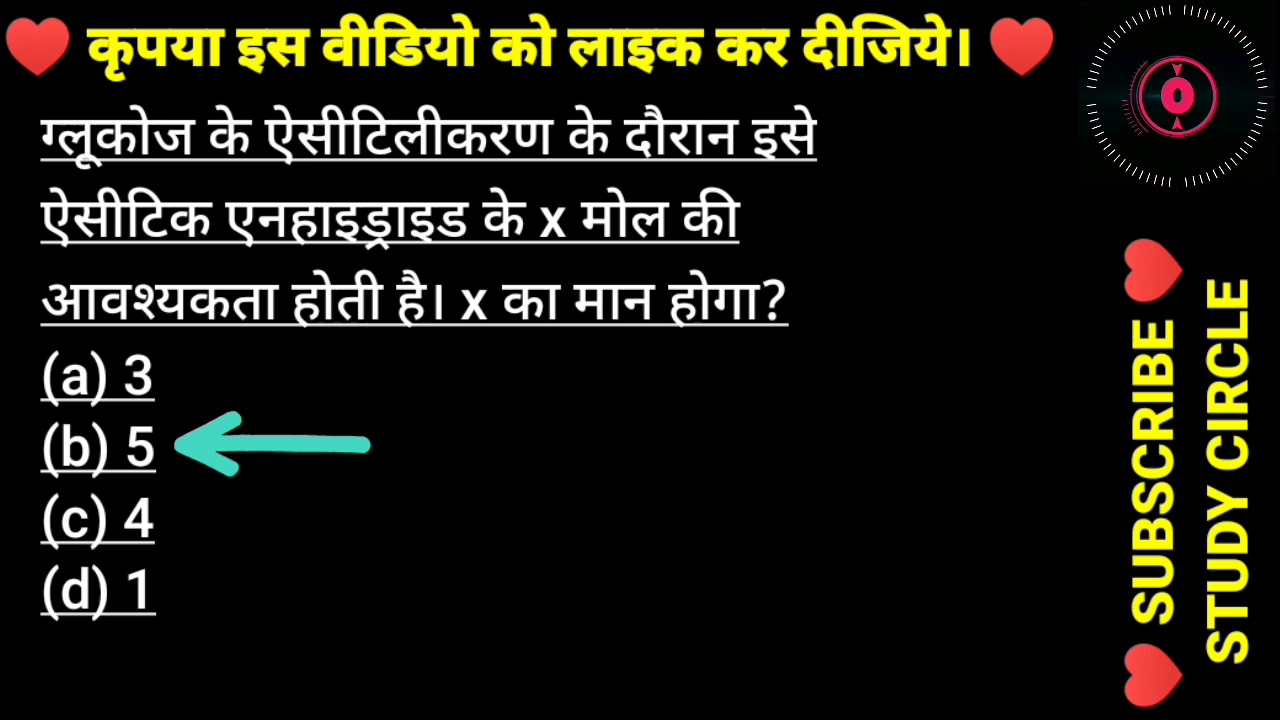 ❤️ कृपया इस वीडियो को लाइक कर दीजिये। ❤️
0
ग्लूकोज के ऐसीटिलीकरण के दौरान इसे
ऐसीटिक एनहाइड्राइड के x मोल की
आवश्यकता होती है। x का मान होगा?
(a) 3
(b) 5
(c) 4
(d) 1
❤️ SUBSCRIBE ❤️
STUDY CIRCLE